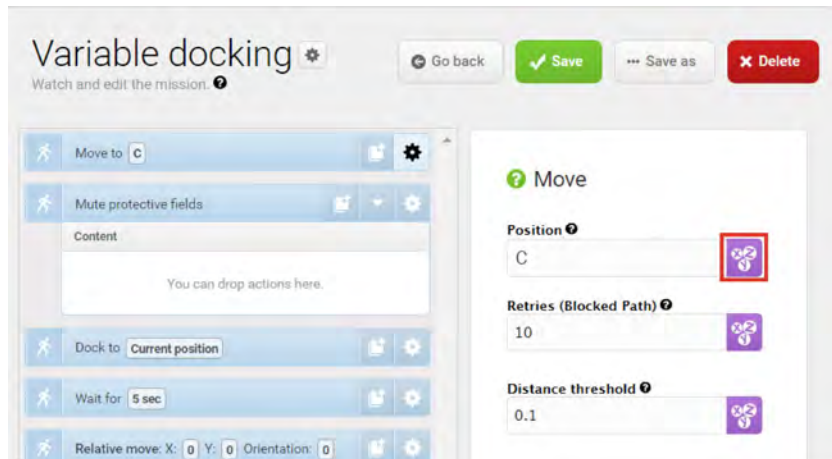 Variable docking
Watch and edit the mission.
Go back
Save
Save as
Delete
Move to C
Mute protective fields
Content
You can drop actions here.
Dock to Current position
Wait for 5 sec
Relative move: X: 0 Y: 0 Orientation: 0
Move
Position
C
Retries (Blocked Path)
10
Distance threshold
0.1